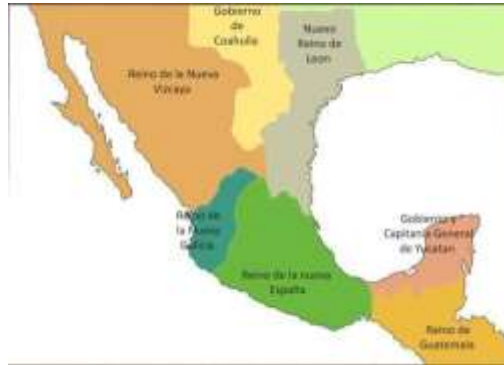 Gobierno
de
Coahuila
Nuevo
Reino de
Leon
Reino de la Nueva
Vizcaya
Reino de
la Nueva
Galicia
Gobierno y
Capitanía General
de Yucatan
Reino de la nueva
España
Reino de
Guatemala